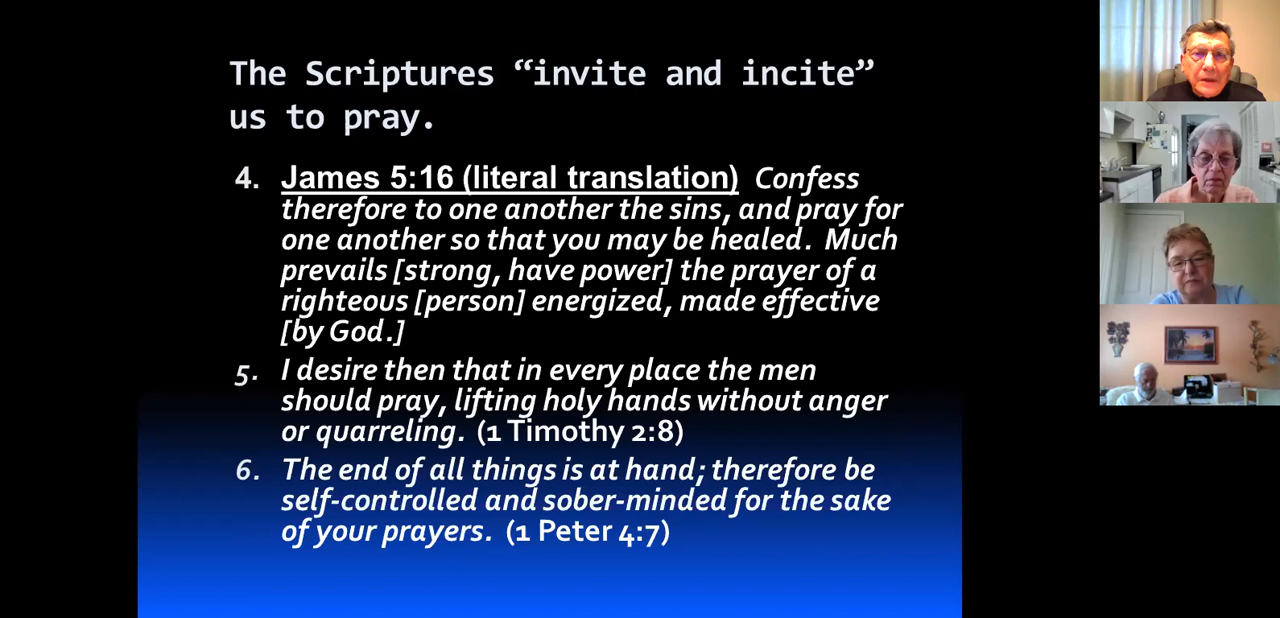 The Scriptures “invite and incite”
us to pray.
4. James 5:16 (literal translation) Confess
therefore to one another the sins, and pray for
one another so that you may be healed. Much
prevails [strong, have power] the prayer of a
righteous [person] energized, made effective
[by God.]
5. I desire then that in every place the men
should pray, lifting holy hands without anger
or quarreling. (1 Timothy 2:8)
6. The end of all things is at hand; therefore be
self-controlled and sober-minded for the sake
of your prayers. (1 Peter 4:7)